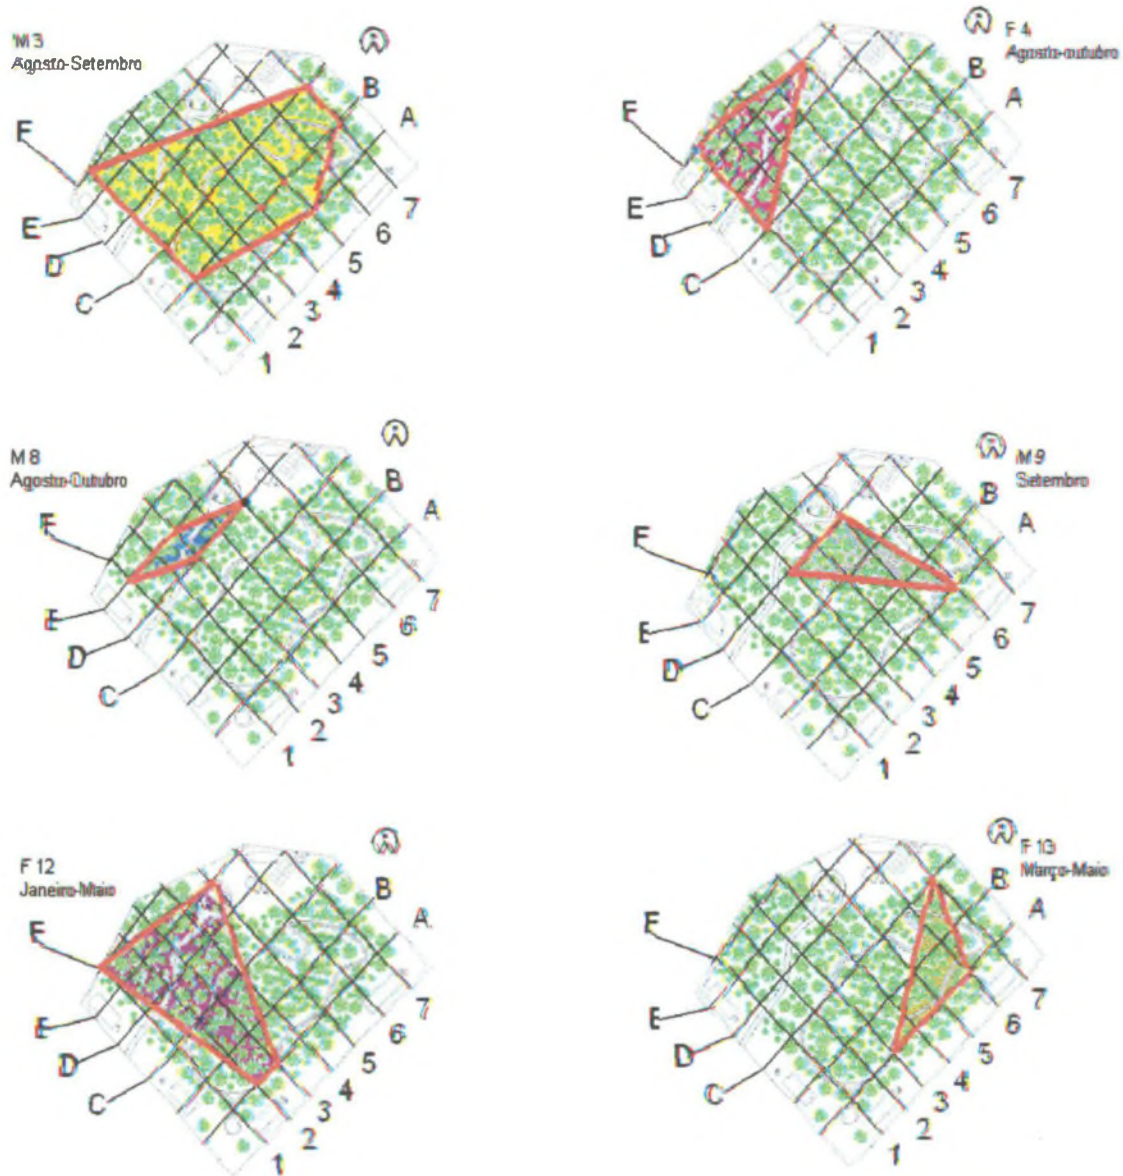 M 3
Agosto-Setembro
F
E
D
C
B
A
7
6
5
4
3
2
1
F 4
Agosto-outubro
F
E
D
C
B
A
7
6
5
4
3
2
1
M 8
Agosto-Outubro
F
E
D
C
B
A
7
6
5
4
3
2
1
M 9
Setembro
F
E
D
C
B
A
7
6
5
4
3
2
1
F 12
Janeiro-Maio
F
E
D
C
B
A
7
6
5
4
3
2
1
F 13
Março-Maio
F
E
D
C
B
A
7
6
5
4
3
2
1